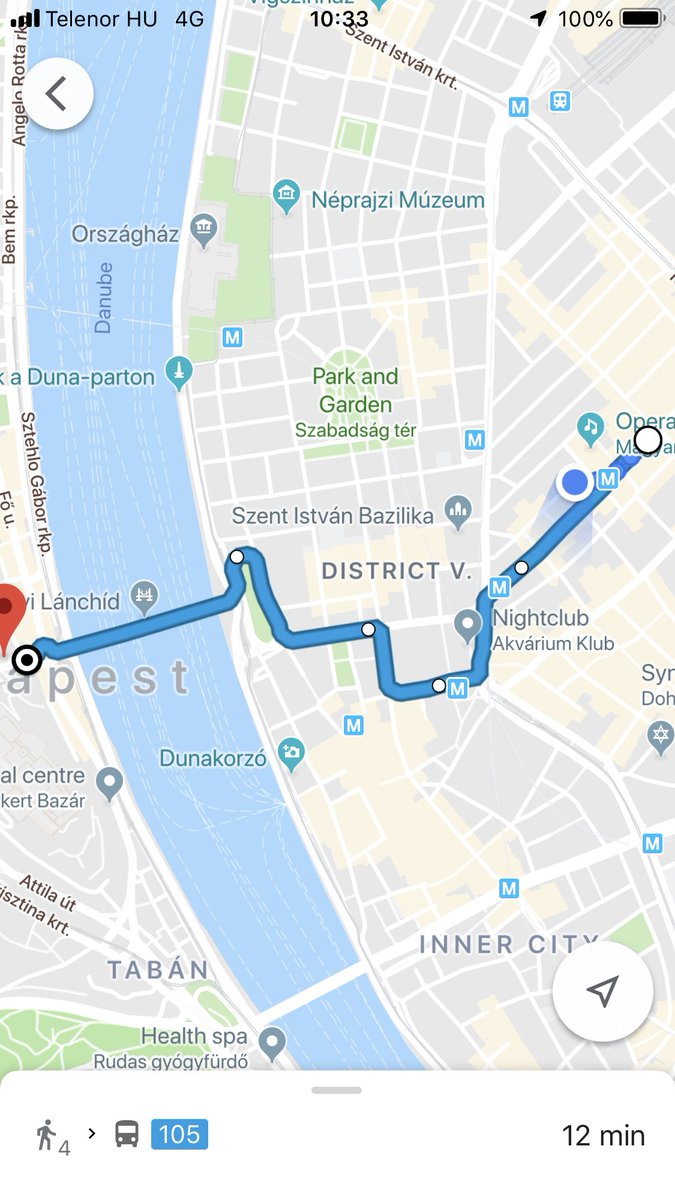 Telenor HU 4G 10:33 100%
Vígszínház
Szent István krt.
Angelo Rotta rk
M
Bem rkp.
Néprajzi Múzeum
Országház
Danube
M
k a Duna-parton
Park and
Garden
Szabadság tér
Sztehlo Gábor rkp.
Fő u.
M
Opera
Magyar
M
Szent István Bazilika
DISTRICT V.
M
yi Lánchíd
Nightclub
Akvárium Klub
apest
M
Syn
Doh
M
Dunakorzó
al centre
kert Bazár
M
Attila út
isztina krt.
M
INNER CITY
TABÁN
Health spa
Rudas gyógyfürdő
4 105 12 min